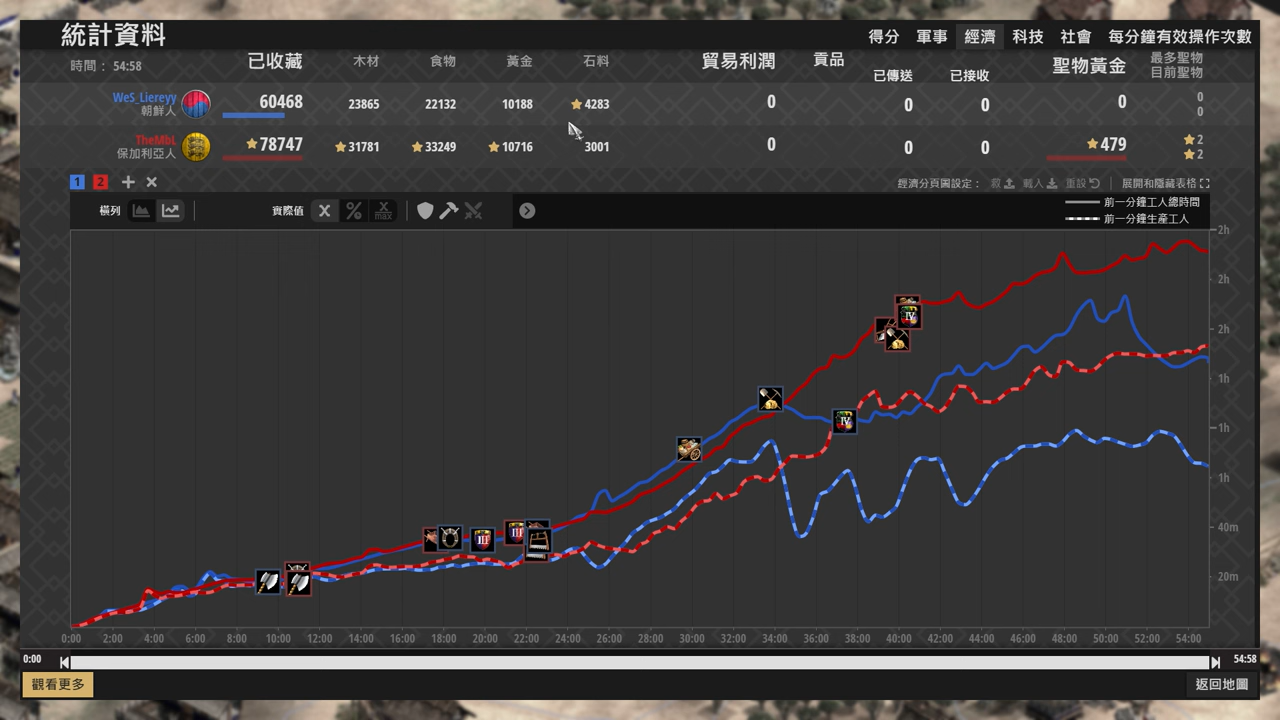 統計資料
得分 軍事 經濟 科技 社會 每分鐘有效操作次數
時間： 54:58
已收藏 木材 食物 黃金 石料 貿易利潤 貢品 已傳送 已接收 聖物黃金 最多聖物
目前聖物
WeS_Liereyy
朝鮮人
60468 23865 22132 10188 4283 0 0 0 0 0
0
TheMbL
保加利亞人
78747 31781 33249 10716 3001 0 0 0 479 2
2
1 2
經濟分頁圖設定： 載入 重設 展開和隱藏表格
橫列 實際值 X % X
max
前一分鐘工人總時間
前一分鐘生產工人
2h
2h
2h
1h
1h
1h
40m
20m
IV
IV
III
III
0:00 2:00 4:00 6:00 8:00 10:00 12:00 14:00 16:00 18:00 20:00 22:00 24:00 26:00 28:00 30:00 32:00 34:00 36:00 38:00 40:00 42:00 44:00 46:00 48:00 50:00 52:00 54:00
0:00 54:58
觀看更多 返回地圖